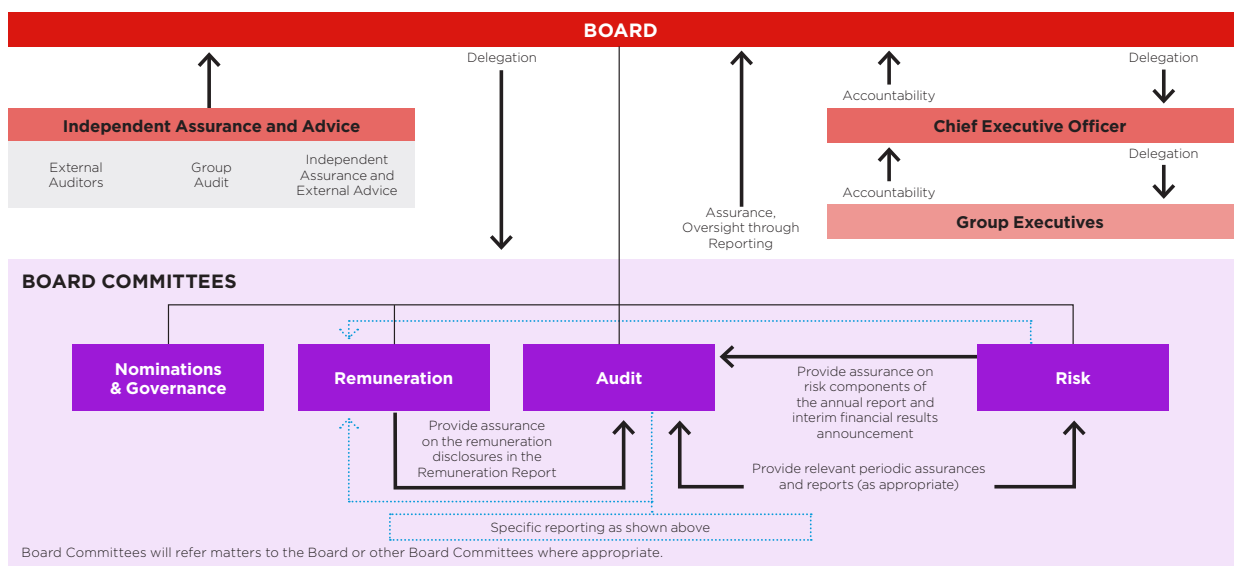 BOARD
Delegation
Delegation
Accountability
Independent Assurance and Advice
Chief Executive Officer
External
Auditors
Group
Audit
Independent
Assurance and
External Advice
Delegation
Accountability
Assurance,
Oversight through
Reporting
Group Executives
BOARD COMMITTEES
Nominations
& Governance
Remuneration
Audit
Provide assurance on
risk components of
the annual report and
interim financial results
announcement
Risk
Provide assurance
on the remuneration
disclosures in the
Remuneration Report
Provide relevant periodic assurances
and reports (as appropriate)
Specific reporting as shown above
Board Committees will refer matters to the Board or other Board Committees where appropriate.